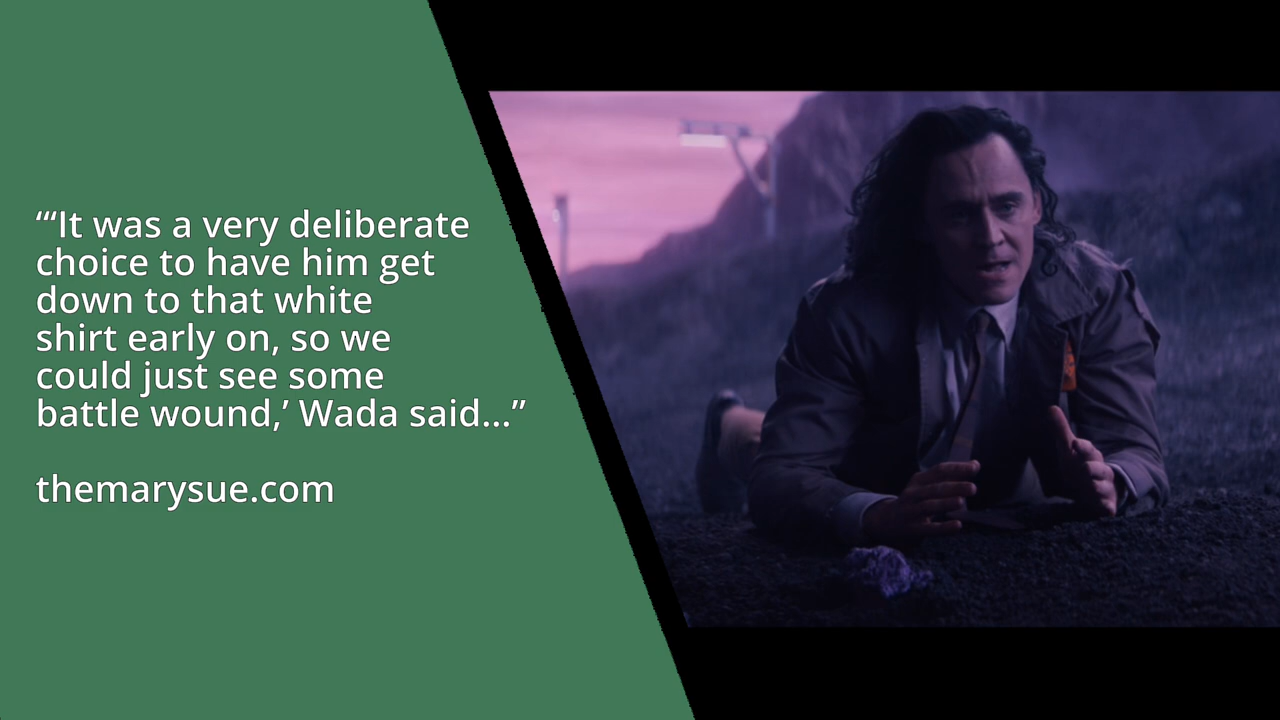 “‘It was a very deliberate
choice to have him get
down to that white
shirt early on, so we
could just see some
battle wound,’ Wada said...”
themarysue.com